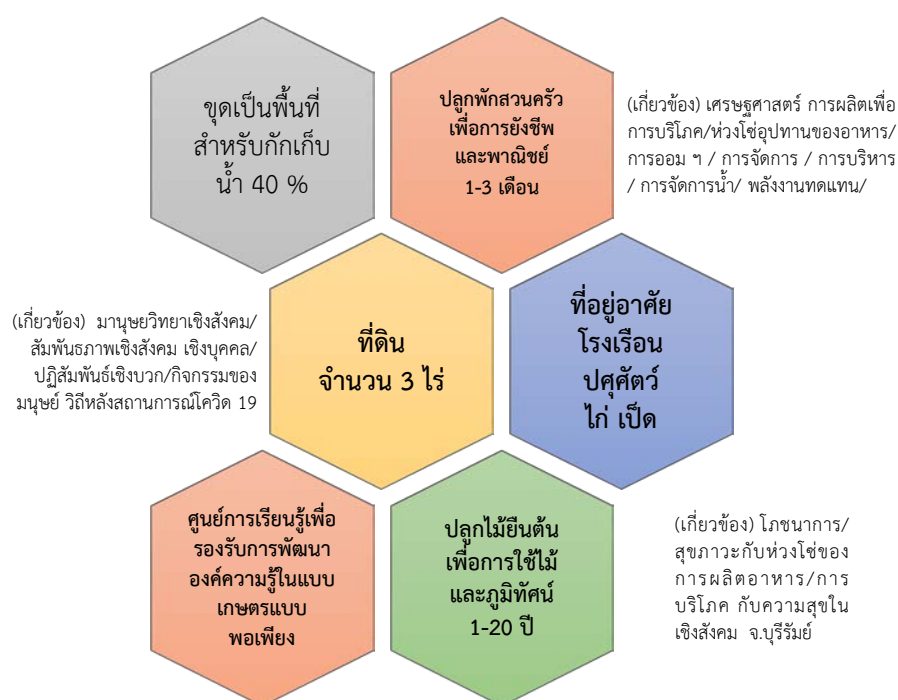 ขุดเป็นพื้นที่
สำหรับกักเก็บ
น้ำ 40 %
ปลูกพักสวนครัว
เพื่อการยังชีพ
และพาณิชย์
1-3 เดือน
(เกี่ยวข้อง) เศรษฐศาสตร์ การผลิตเพื่อ
การบริโภค/ห่วงโซ่อุปทานของอาหาร/
การออม ฯ / การจัดการ / การบริหาร
/ การจัดการน้ำ/ พลังงานทดแทน/
(เกี่ยวข้อง) มานุษยวิทยาเชิงสังคม/
สัมพันธภาพเชิงสังคม เชิงบุคคล/
ปฏิสัมพันธ์เชิงบวก/กิจกรรมของ
มนุษย์ วิถีหลังสถานการณ์โควิด 19
ที่ดิน
จำนวน 3 ไร่
ที่อยู่อาศัย
โรงเรือน
ปศุศัตว์
ไก่ เป็ด
ศูนย์การเรียนรู้เพื่อ
รองรับการพัฒนา
องค์ความรู้ในแบบ
เกษตรแบบ
พอเพียง
ปลูกไม้ยืนต้น
เพื่อการใช้ไม้
และภูมิทัศน์
1-20 ปี
(เกี่ยวข้อง) โภชนาการ/
สุขภาวะกับห่วงโซ่ของ
การผลิตอาหาร/การ
บริโภค กับความสุขใน
เชิงสังคม จ.บุรีรัมย์